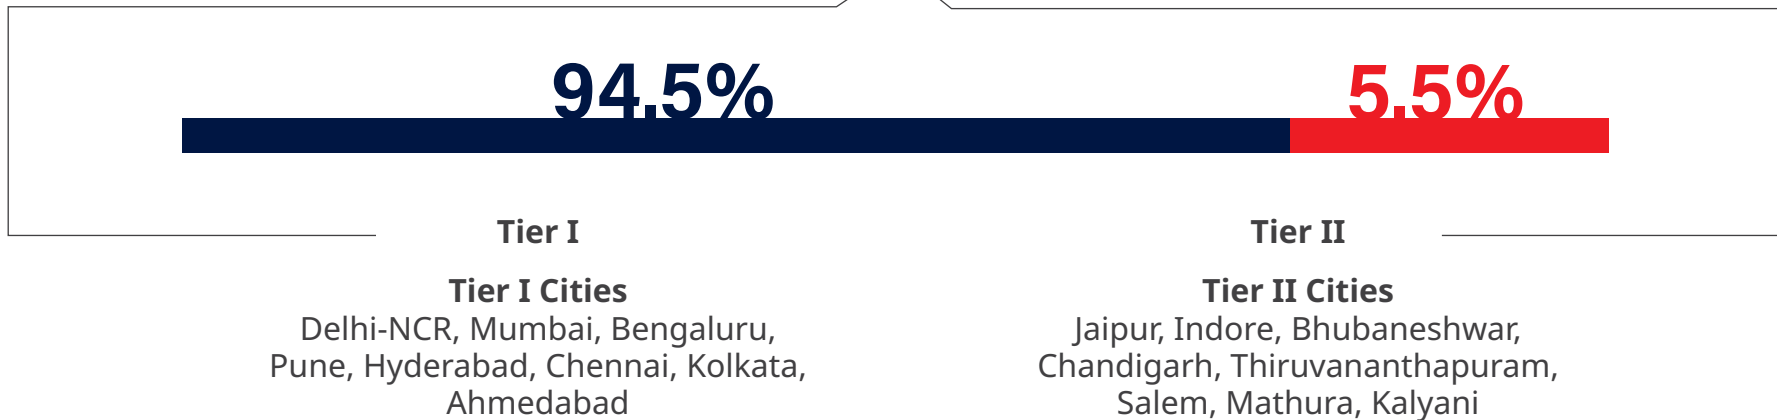 94.5%
5.5%
Tier I
Tier II
Tier I Cities
Delhi-NCR, Mumbai, Bengaluru,
Pune, Hyderabad, Chennai, Kolkata,
Ahmedabad
Tier II Cities
Jaipur, Indore, Bhubaneshwar,
Chandigarh, Thiruvananthapuram,
Salem, Mathura, Kalyani